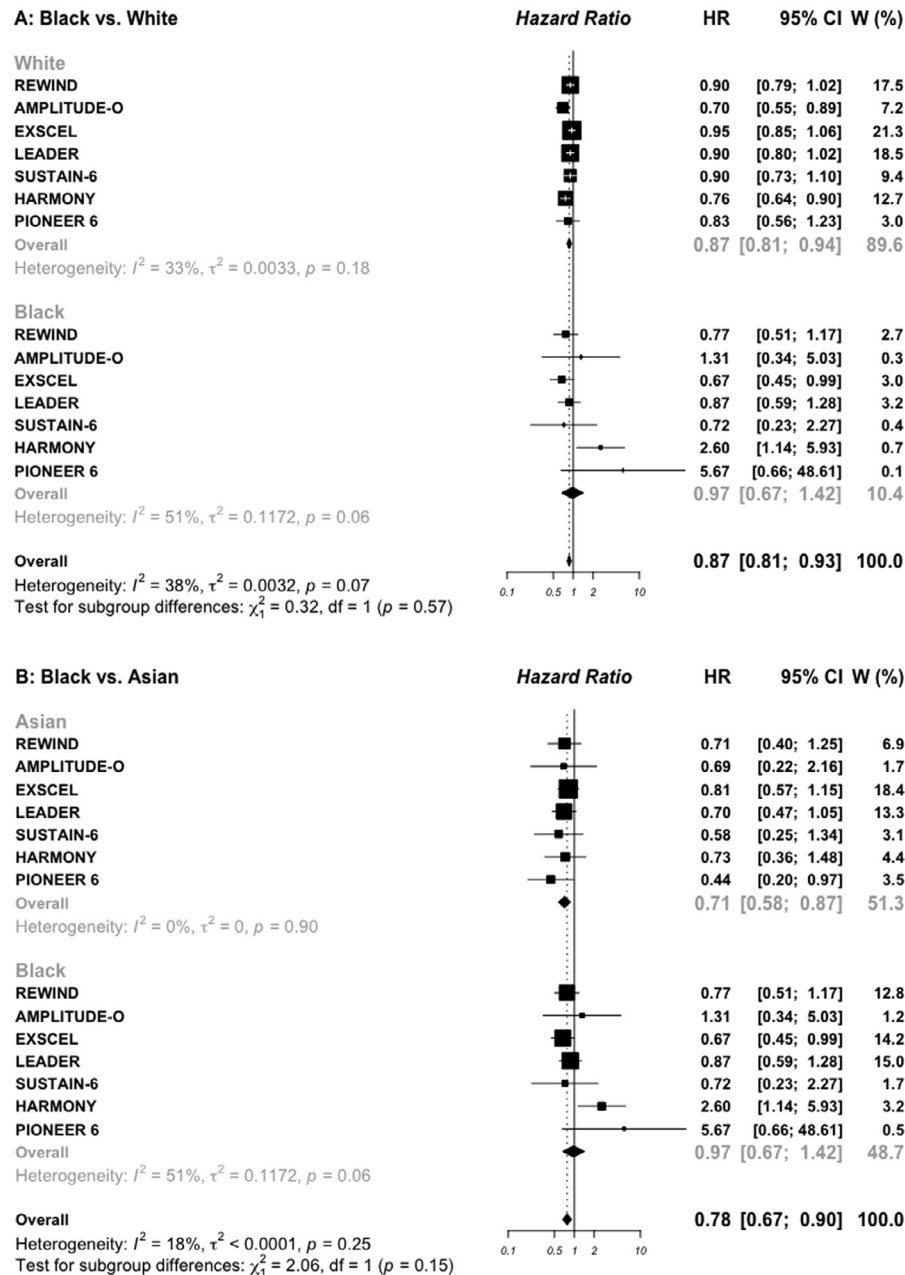 A: Black vs. White Hazard Ratio HR 95% CI W (%)
White
REWIND 0.90 [0.79; 1.02] 17.5
AMPLITUDE-O 0.70 [0.55; 0.89] 7.2
EXSCEL 0.95 [0.85; 1.06] 21.3
LEADER 0.90 [0.80; 1.02] 18.5
SUSTAIN-6 0.90 [0.73; 1.10] 9.4
HARMONY 0.76 [0.64; 0.90] 12.7
PIONEER 6 0.83 [0.56; 1.23] 3.0
Overall 0.87 [0.81; 0.94] 89.6
Heterogeneity: I² = 33%, τ² = 0.0033, p = 0.18
Black
REWIND 0.77 [0.51; 1.17] 2.7
AMPLITUDE-O 1.31 [0.34; 5.03] 0.3
EXSCEL 0.67 [0.45; 0.99] 3.0
LEADER 0.87 [0.59; 1.28] 3.2
SUSTAIN-6 0.72 [0.23; 2.27] 0.4
HARMONY 2.60 [1.14; 5.93] 0.7
PIONEER 6 5.67 [0.66; 48.61] 0.1
Overall 0.97 [0.67; 1.42] 10.4
Heterogeneity: I² = 51%, τ² = 0.1172, p = 0.06
Overall 0.87 [0.81; 0.93] 100.0
Heterogeneity: I² = 38%, τ² = 0.0032, p = 0.07
0.1 0.5 1 2 10
Test for subgroup differences: χ²₁ = 0.32, df = 1 (p = 0.57)
B: Black vs. Asian Hazard Ratio HR 95% CI W (%)
Asian
REWIND 0.71 [0.40; 1.25] 6.9
AMPLITUDE-O 0.69 [0.22; 2.16] 1.7
EXSCEL 0.81 [0.57; 1.15] 18.4
LEADER 0.70 [0.47; 1.05] 13.3
SUSTAIN-6 0.58 [0.25; 1.34] 3.1
HARMONY 0.73 [0.36; 1.48] 4.4
PIONEER 6 0.44 [0.20; 0.97] 3.5
Overall 0.71 [0.58; 0.87] 51.3
Heterogeneity: I² = 0%, τ² = 0, p = 0.90
Black
REWIND 0.77 [0.51; 1.17] 12.8
AMPLITUDE-O 1.31 [0.34; 5.03] 1.2
EXSCEL 0.67 [0.45; 0.99] 14.2
LEADER 0.87 [0.59; 1.28] 15.0
SUSTAIN-6 0.72 [0.23; 2.27] 1.7
HARMONY 2.60 [1.14; 5.93] 3.2
PIONEER 6 5.67 [0.66; 48.61] 0.5
Overall 0.97 [0.67; 1.42] 48.7
Heterogeneity: I² = 51%, τ² = 0.1172, p = 0.06
Overall 0.78 [0.67; 0.90] 100.0
Heterogeneity: I² = 18%, τ² < 0.0001, p = 0.25
0.1 0.5 1 2 10
Test for subgroup differences: χ²₁ = 2.06, df = 1 (p = 0.15)